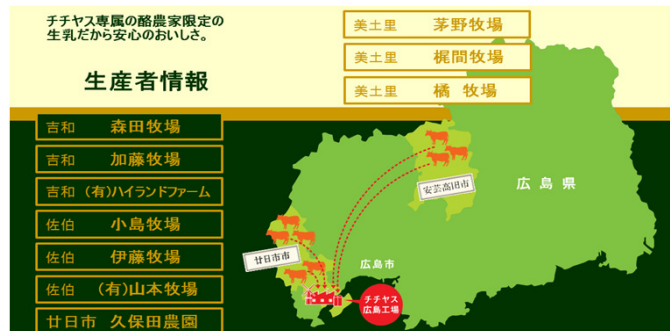 チチヤス専属の酪農家限定の
生乳だから安心のおいしさ。
生産者情報
美土里 茅野牧場
美土里 梶間牧場
美土里 橘 牧場
吉和 森田牧場
吉和 加藤牧場
吉和 (有)ハイランドファーム
佐伯 小島牧場
佐伯 伊藤牧場
佐伯 (有)山本牧場
廿日市 久保田農園
広島県
安芸高田市
廿日市市
広島市
チチヤス
広島工場